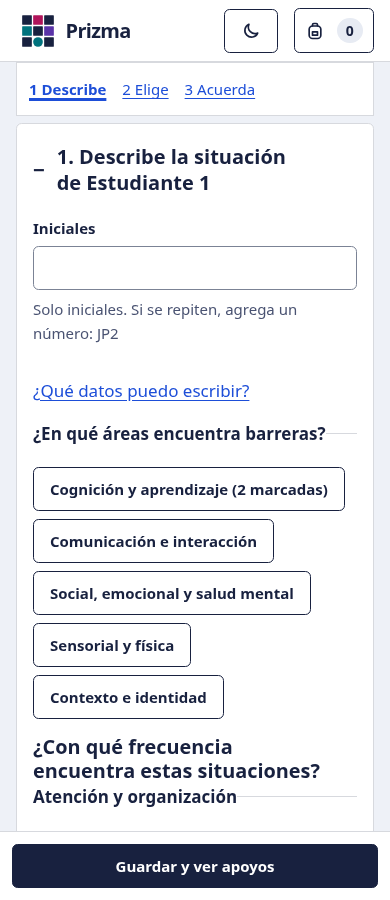 Prizma
0
1 Describe 2 Elige 3 Acuerda
– 1. Describe la situación
de Estudiante 1
Iniciales
Solo iniciales. Si se repiten, agrega un
número: JP2
¿Qué datos puedo escribir?
¿En qué áreas encuentra barreras?
Cognición y aprendizaje (2 marcadas)
Comunicación e interacción
Social, emocional y salud mental
Sensorial y física
Contexto e identidad
¿Con qué frecuencia
encuentra estas situaciones?
Atención y organización
Guardar y ver apoyos